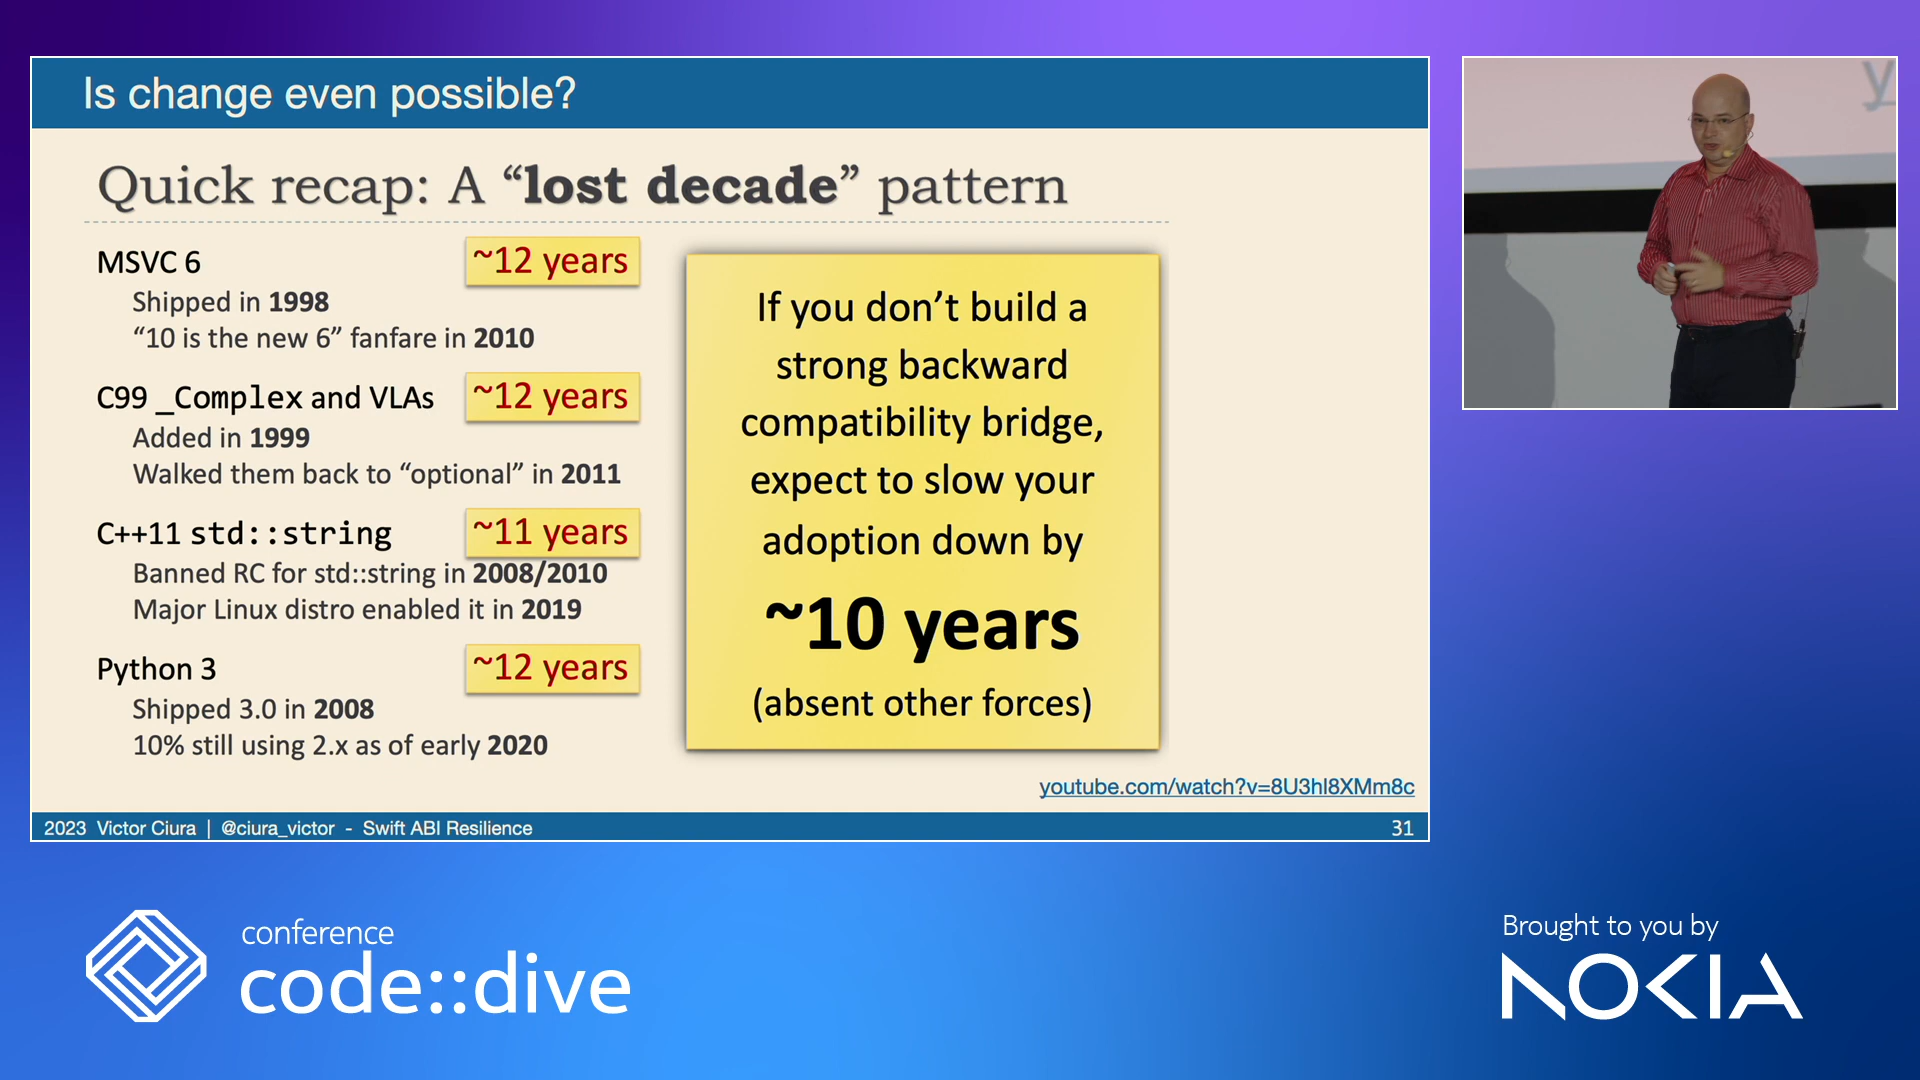 Is change even possible?
Quick recap: A “lost decade” pattern
MSVC 6
~12 years
Shipped in 1998
“10 is the new 6” fanfare in 2010
C99 _Complex and VLAs
~12 years
Added in 1999
Walked them back to “optional” in 2011
C++11 std::string
~11 years
Banned RC for std::string in 2008/2010
Major Linux distro enabled it in 2019
Python 3
~12 years
Shipped 3.0 in 2008
10% still using 2.x as of early 2020
If you don’t build a
strong backward
compatibility bridge,
expect to slow your
adoption down by
~10 years
(absent other forces)
youtube.com/watch?v=8U3hl8XMm8c
2023 Victor Ciura | @ciura_victor - Swift ABI Resilience
31
y
conference
code::dive
Brought to you by
NOKIA